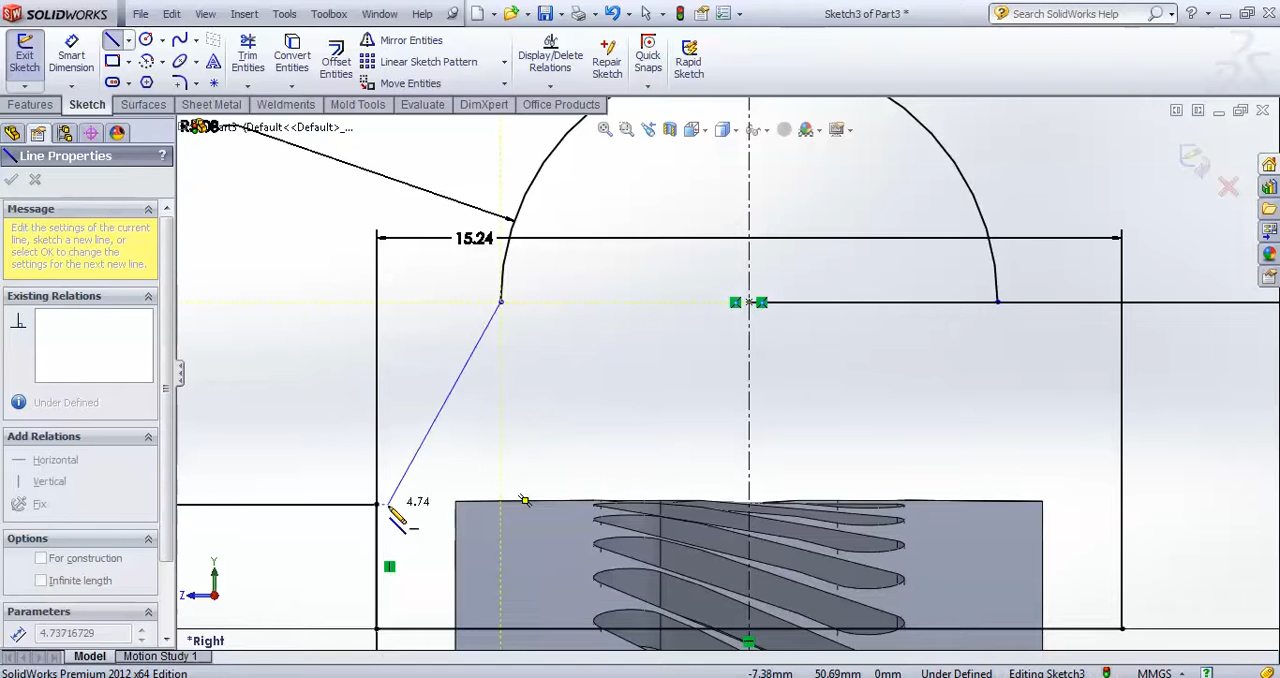 SOLIDWORKS File Edit View Insert Tools Toolbox Window Help Sketch3 of Part3 * Search SolidWorks Help
Exit Sketch Smart Dimension Trim Entities Convert Entities Offset Entities Mirror Entities Linear Sketch Pattern Move Entities Display/Delete Relations Repair Sketch Quick Snaps Rapid Sketch
Features Sketch Surfaces Sheet Metal Weldments Mold Tools Evaluate DimXpert Office Products
Part3 (Default<<Default>_...
Line Properties ?
Message
Edit the settings of the current
line, sketch a new line, or
select OK to change the
settings for the next new line.
15.24
Existing Relations
Under Defined
Add Relations
Horizontal
Vertical
4.74
Fix
Options
For construction
Infinite length
Y
Z
Parameters
4.73716729
*Right
Model Motion Study 1
SolidWorks Premium 2012 x64 Edition -7.38mm 50.69mm 0mm Under Defined Editing Sketch3 MMGS